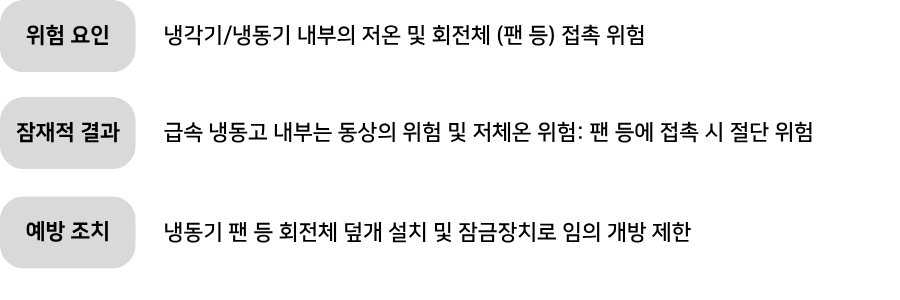 위험 요인 냉각기/냉동기 내부의 저온 및 회전체 (팬 등) 접촉 위험
잠재적 결과 급속 냉동고 내부는 동상의 위험 및 저체온 위험: 팬 등에 접촉 시 절단 위험
예방 조치 냉동기 팬 등 회전체 덮개 설치 및 잠금장치로 임의 개방 제한